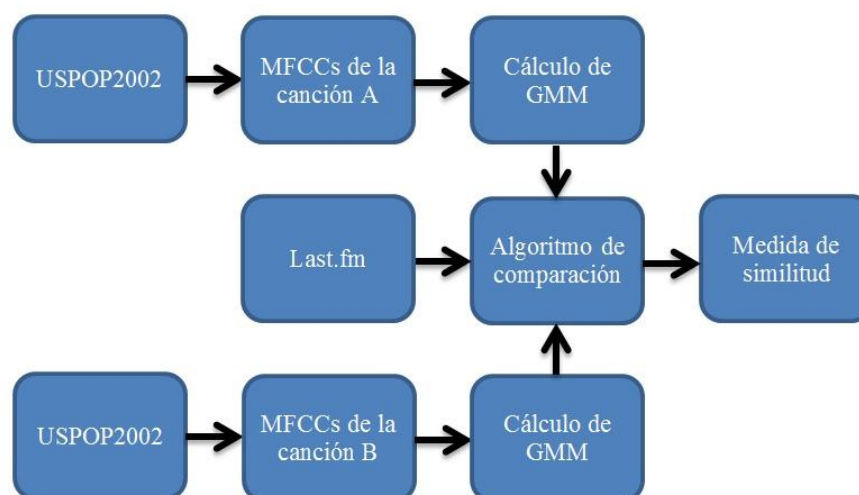 USPOP2002
MFCCs de la
canción A
Cálculo de
GMM
Last.fm
Algoritmo de
comparación
Medida de
similitud
USPOP2002
MFCCs de la
canción B
Cálculo de
GMM